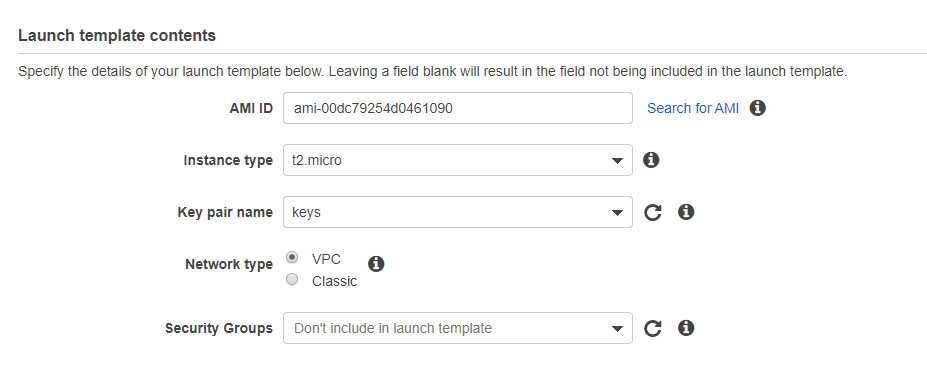 Launch template contents
Specify the details of your launch template below. Leaving a field blank will result in the field not being included in the launch template.
AMI ID ami-00dc79254d0461090 Search for AMI
Instance type t2.micro
Key pair name keys
Network type VPC
Classic
Security Groups Don't include in launch template